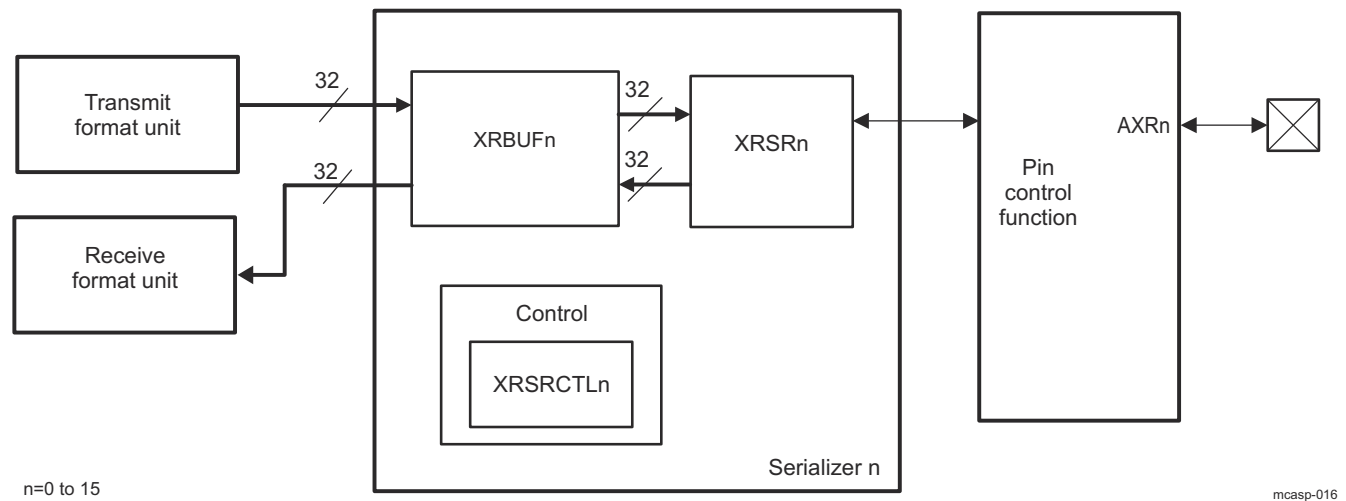 Transmit
format unit
32
32
Receive
format unit
XRBUFn
32
32
XRSRn
Control
XRSRCTLn
Serializer n
Pin
control
function
AXRn
n=0 to 15
mcasp-016